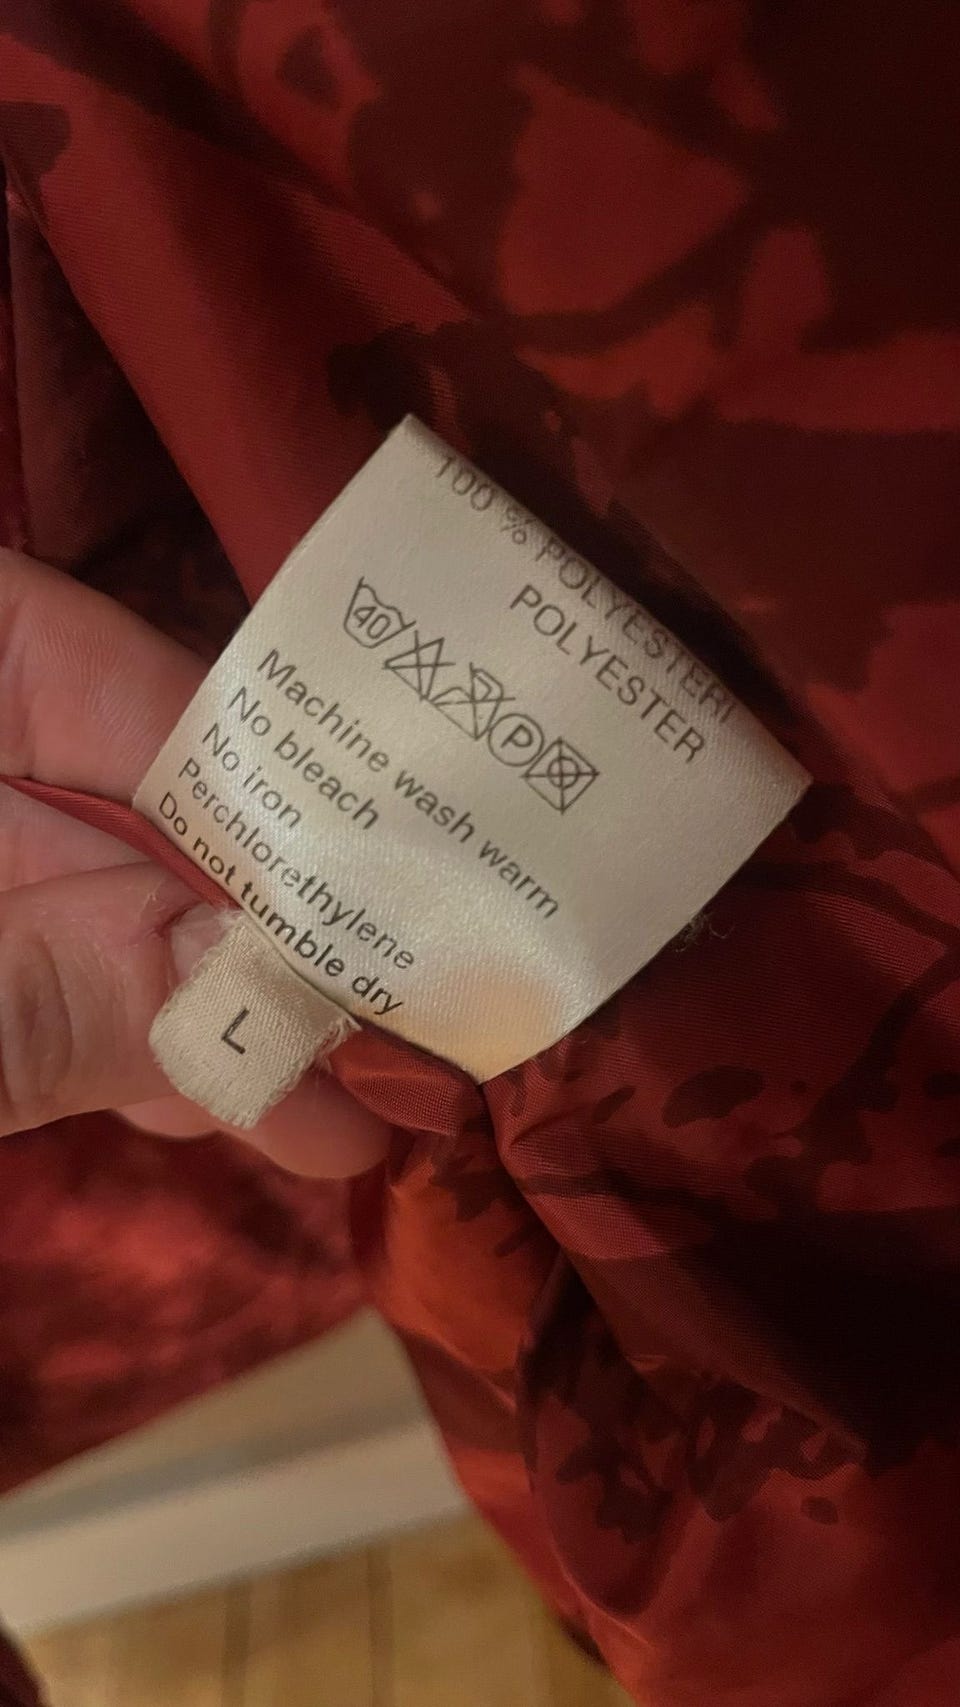 100 % POLYESTERI
POLYESTER
40 P
Machine wash warm
No bleach
No iron
Perchlorethylene
Do not tumble dry
L